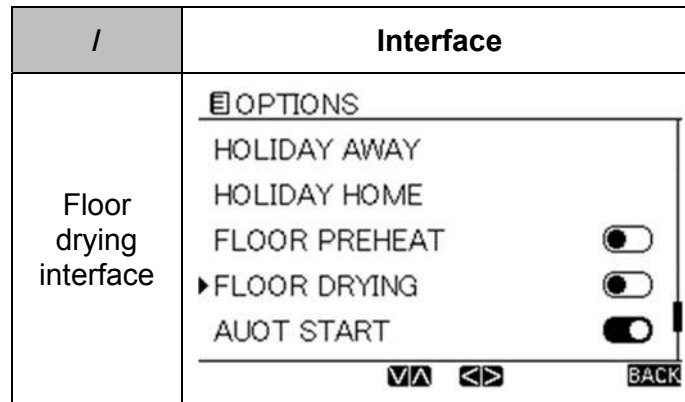 /
Interface
Floor
drying
interface
OPTIONS
HOLIDAY AWAY
HOLIDAY HOME
FLOOR PREHEAT
FLOOR DRYING
AUOT START
BACK